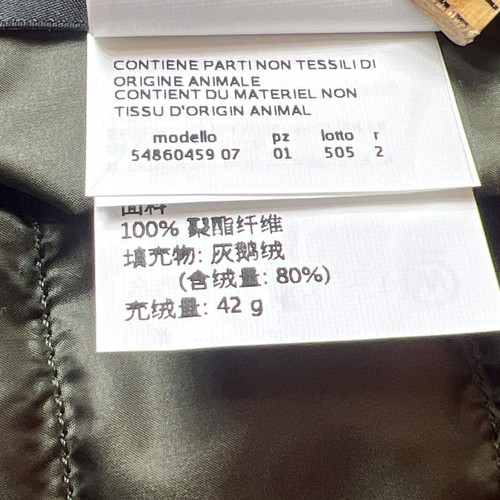 CONTIENE PARTI NON TESSILI DI
ORIGINE ANIMALE
CONTIENT DU MATERIEL NON
TISSU D'ORIGIN ANIMAL
modello pz lotto r
54860459 07 01 505 2
面料
100% 聚酯纤维
填充物: 灰鹅绒
(含绒量: 80%)
充绒量: 42 g